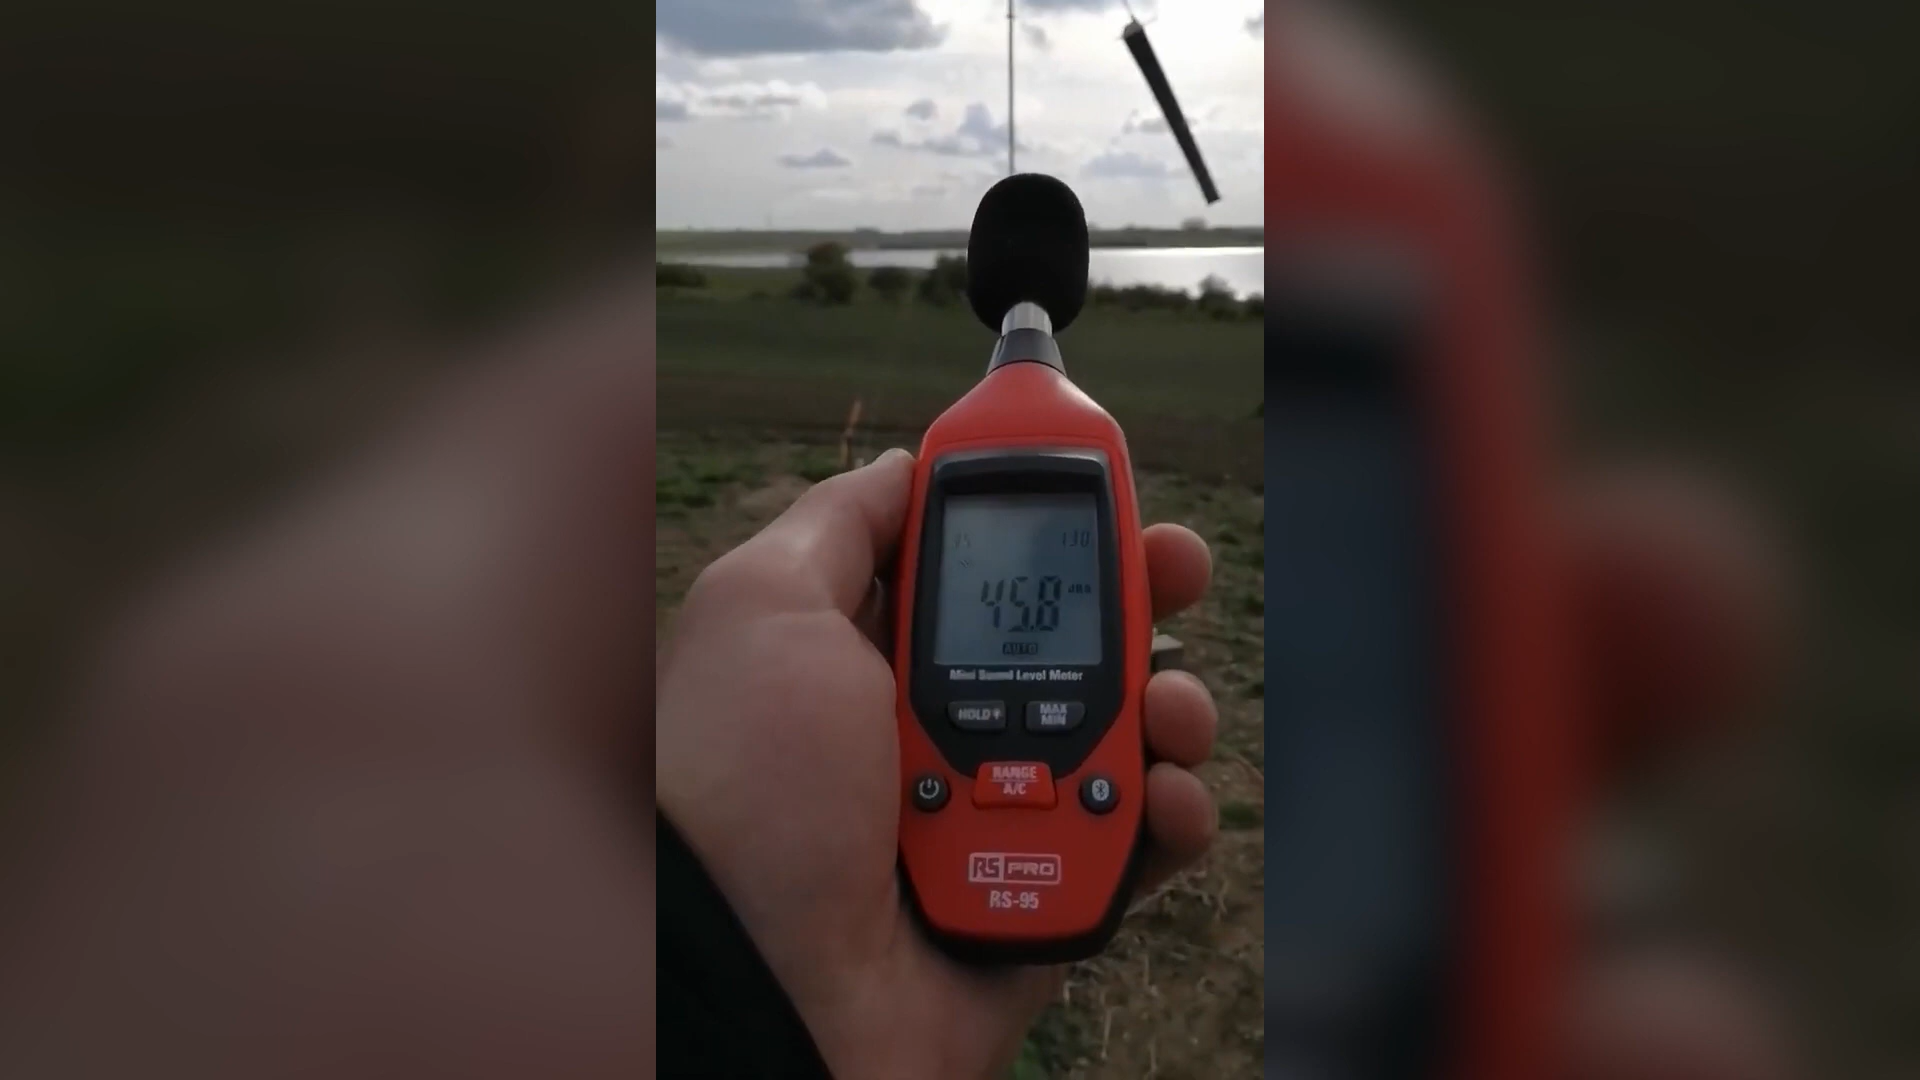 35 130
45.8 dBA
AUTO
Mini Sound Level Meter
HOLD
MAX
MIN
RANGE
A/C
RS PRO
RS-95